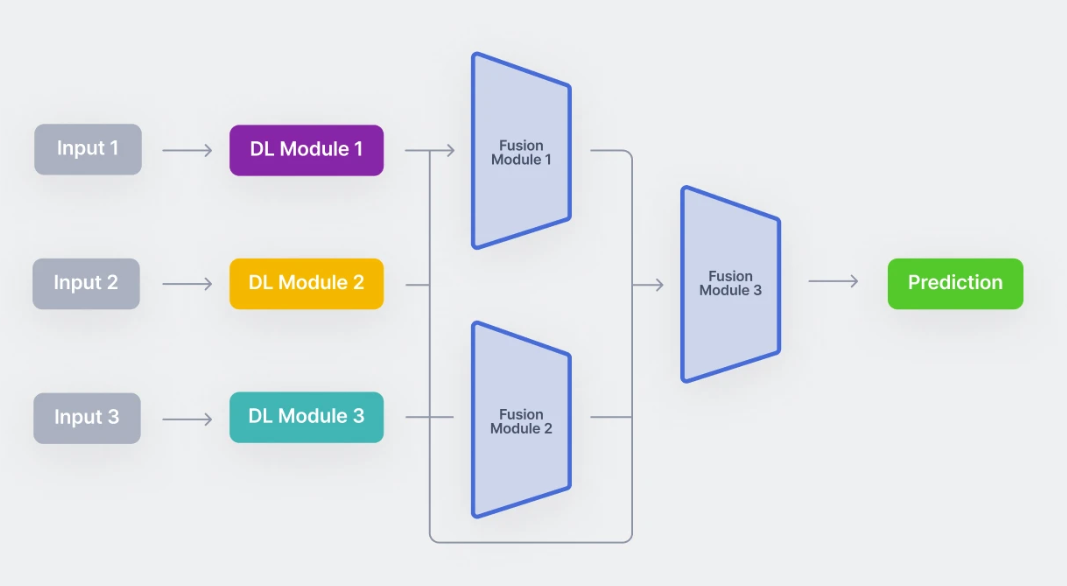 Input 1
DL Module 1
Fusion
Module 1
Input 2
DL Module 2
Fusion
Module 3
Prediction
Input 3
DL Module 3
Fusion
Module 2